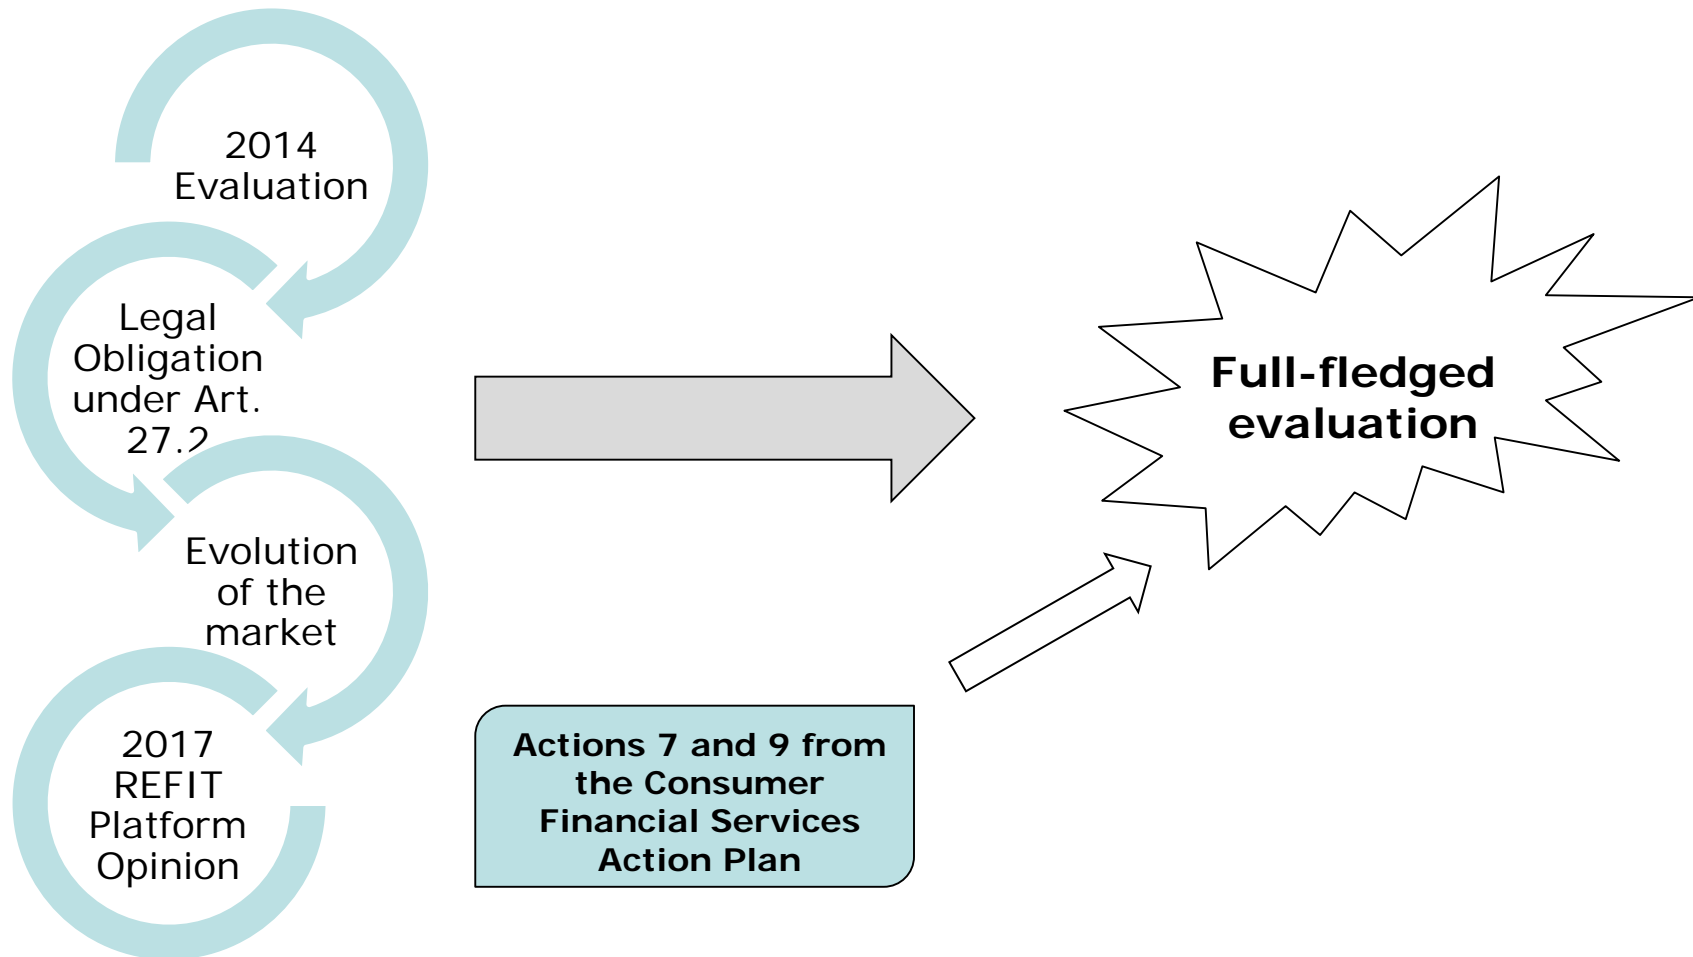 2014
Evaluation
Legal
Obligation
under Art.
27.2
Evolution
of the
market
2017
REFIT
Platform
Opinion
Actions 7 and 9 from
the Consumer
Financial Services
Action Plan
Full-fledged
evaluation